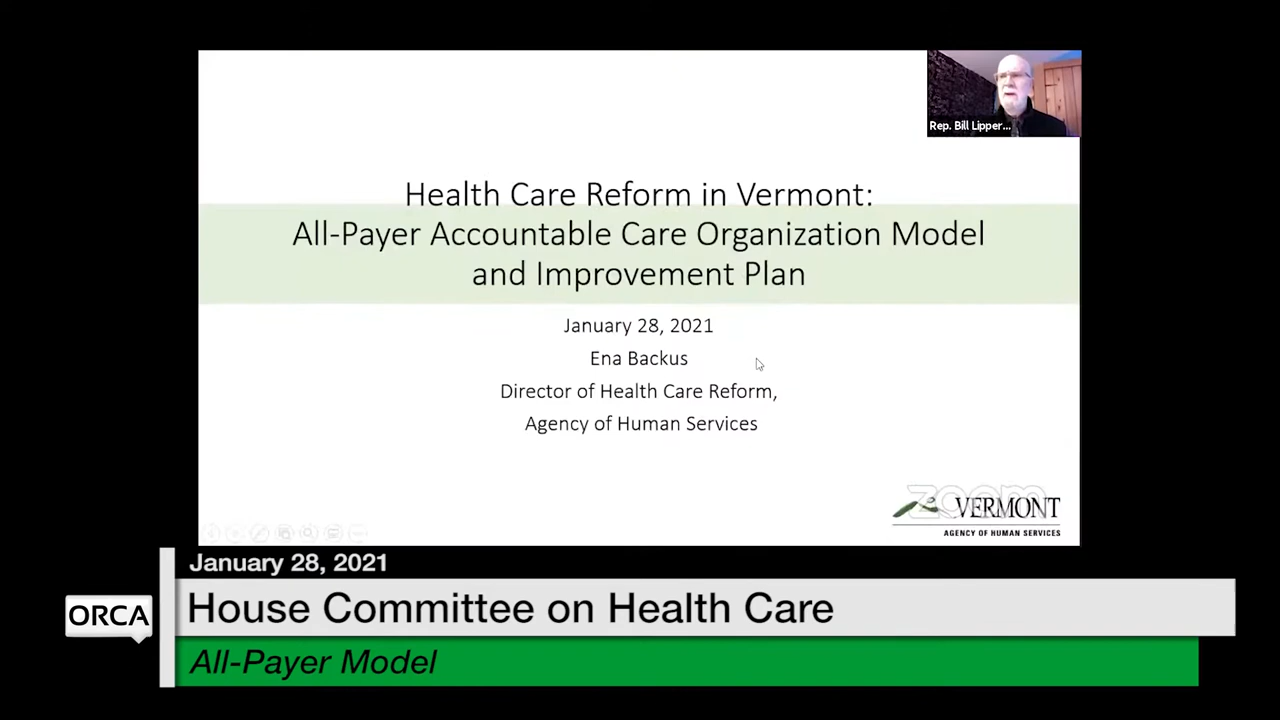 Rep. Bill Lipper...
Health Care Reform in Vermont:
All-Payer Accountable Care Organization Model
and Improvement Plan
January 28, 2021
Ena Backus
Director of Health Care Reform,
Agency of Human Services
zoom
VERMONT
AGENCY OF HUMAN SERVICES
January 28, 2021
ORCA
House Committee on Health Care
All-Payer Model